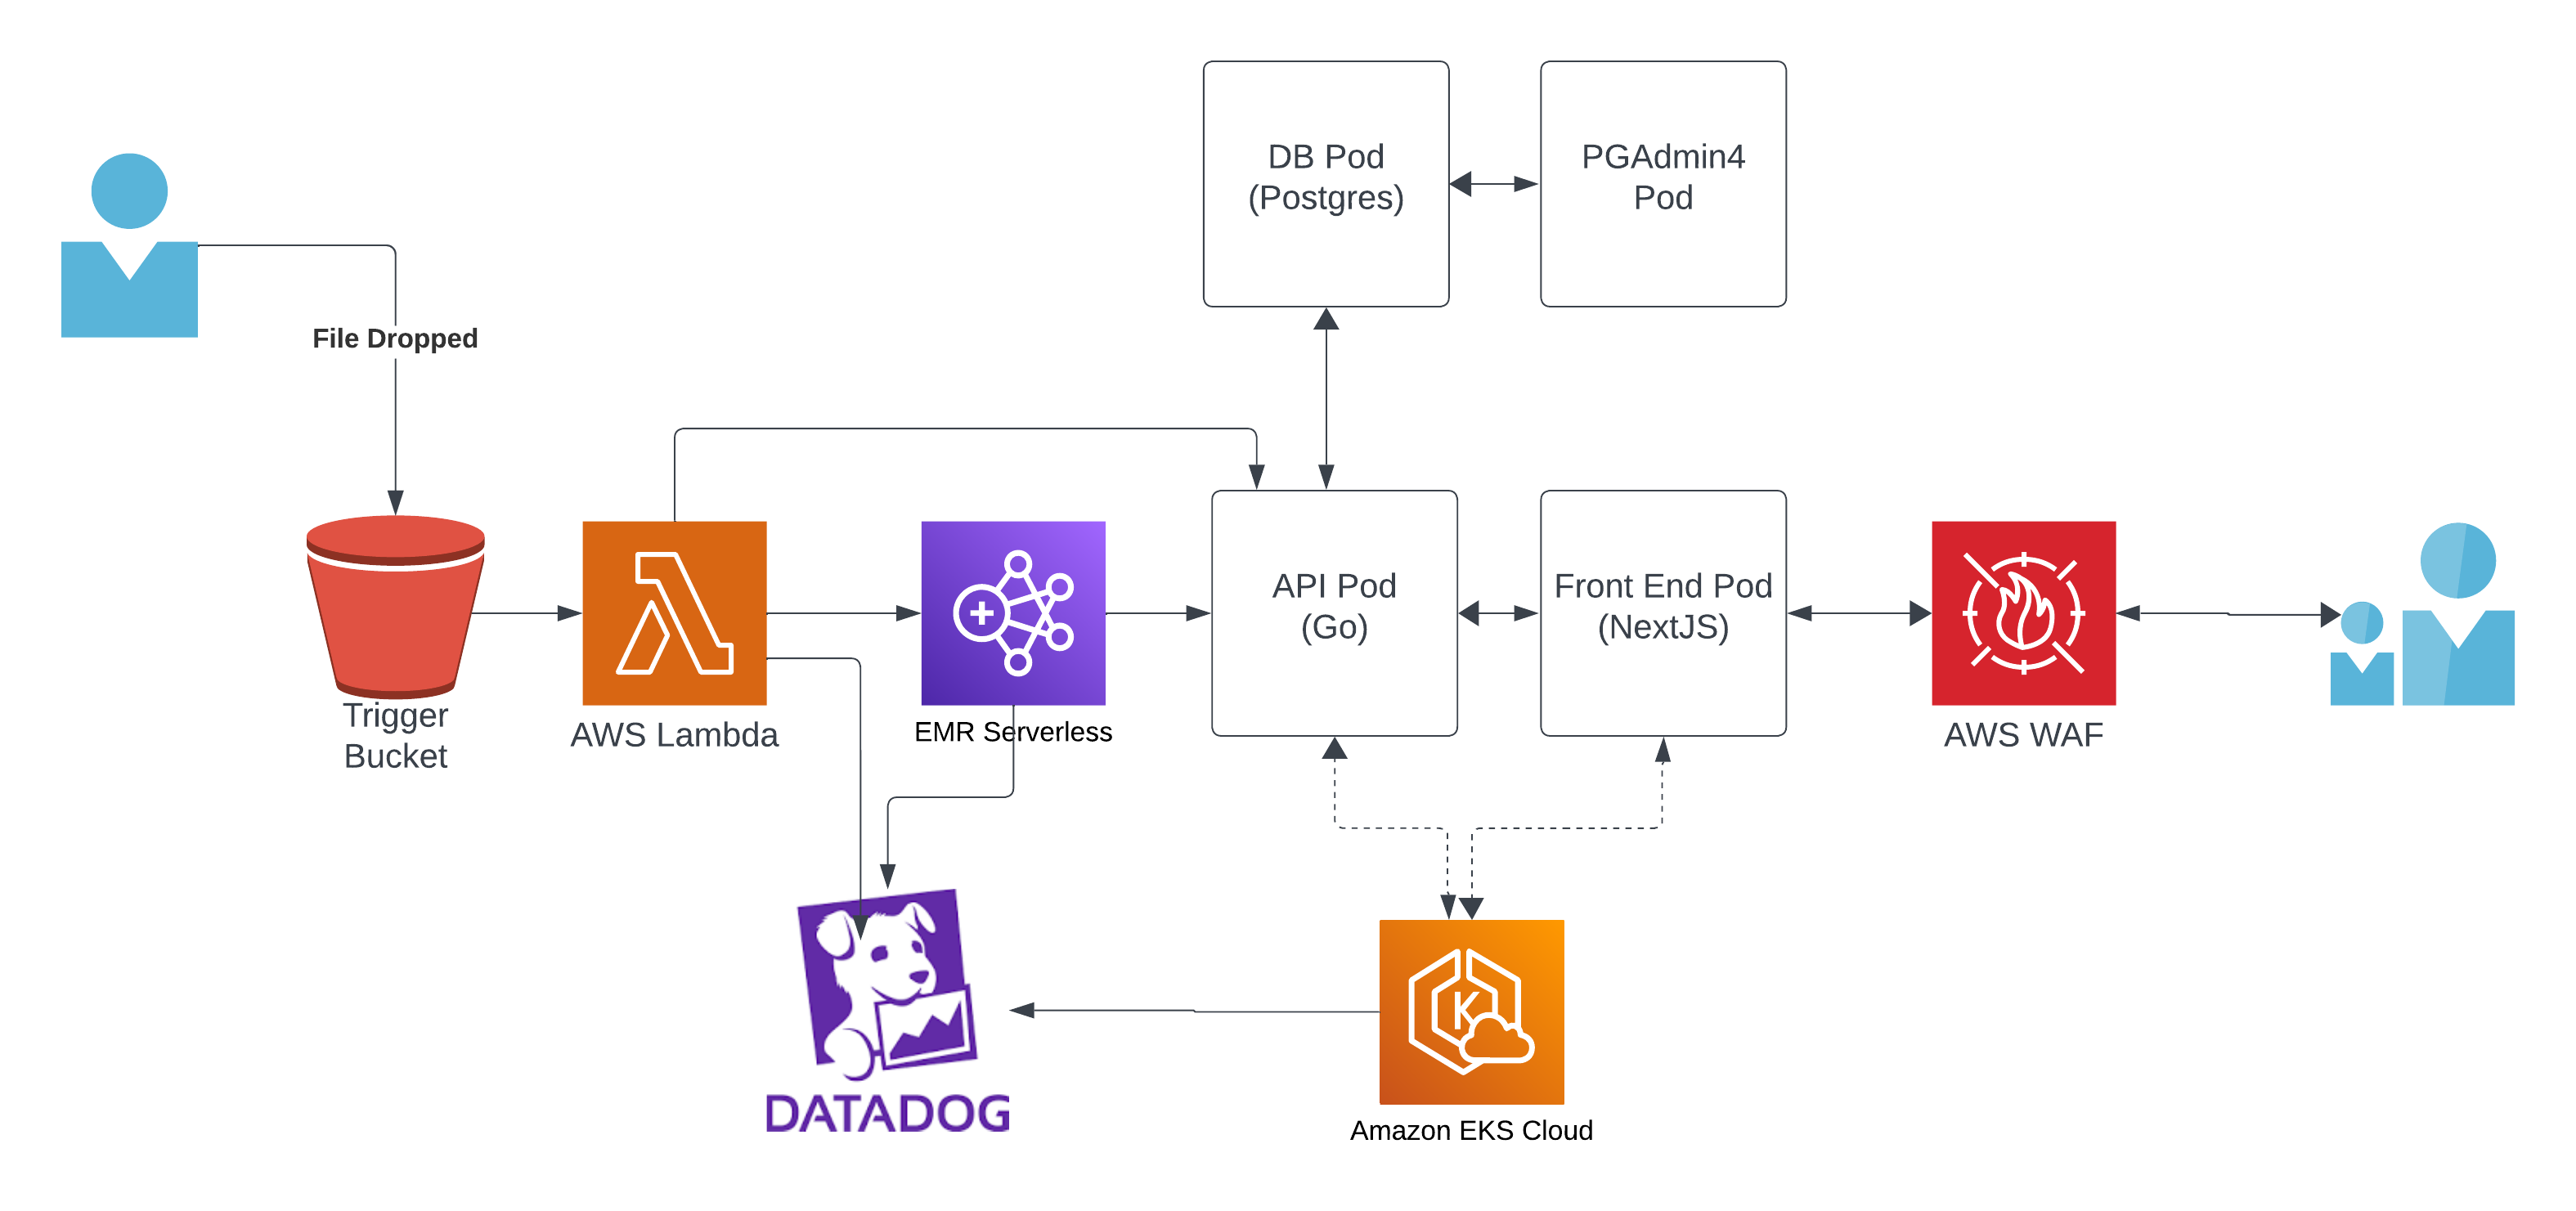 DB Pod
(Postgres)
PGAdmin4
Pod
File Dropped
API Pod
(Go)
Front End Pod
(NextJS)
Trigger
Bucket
AWS Lambda
EMR Serverless
AWS WAF
K
DATADOG
Amazon EKS Cloud